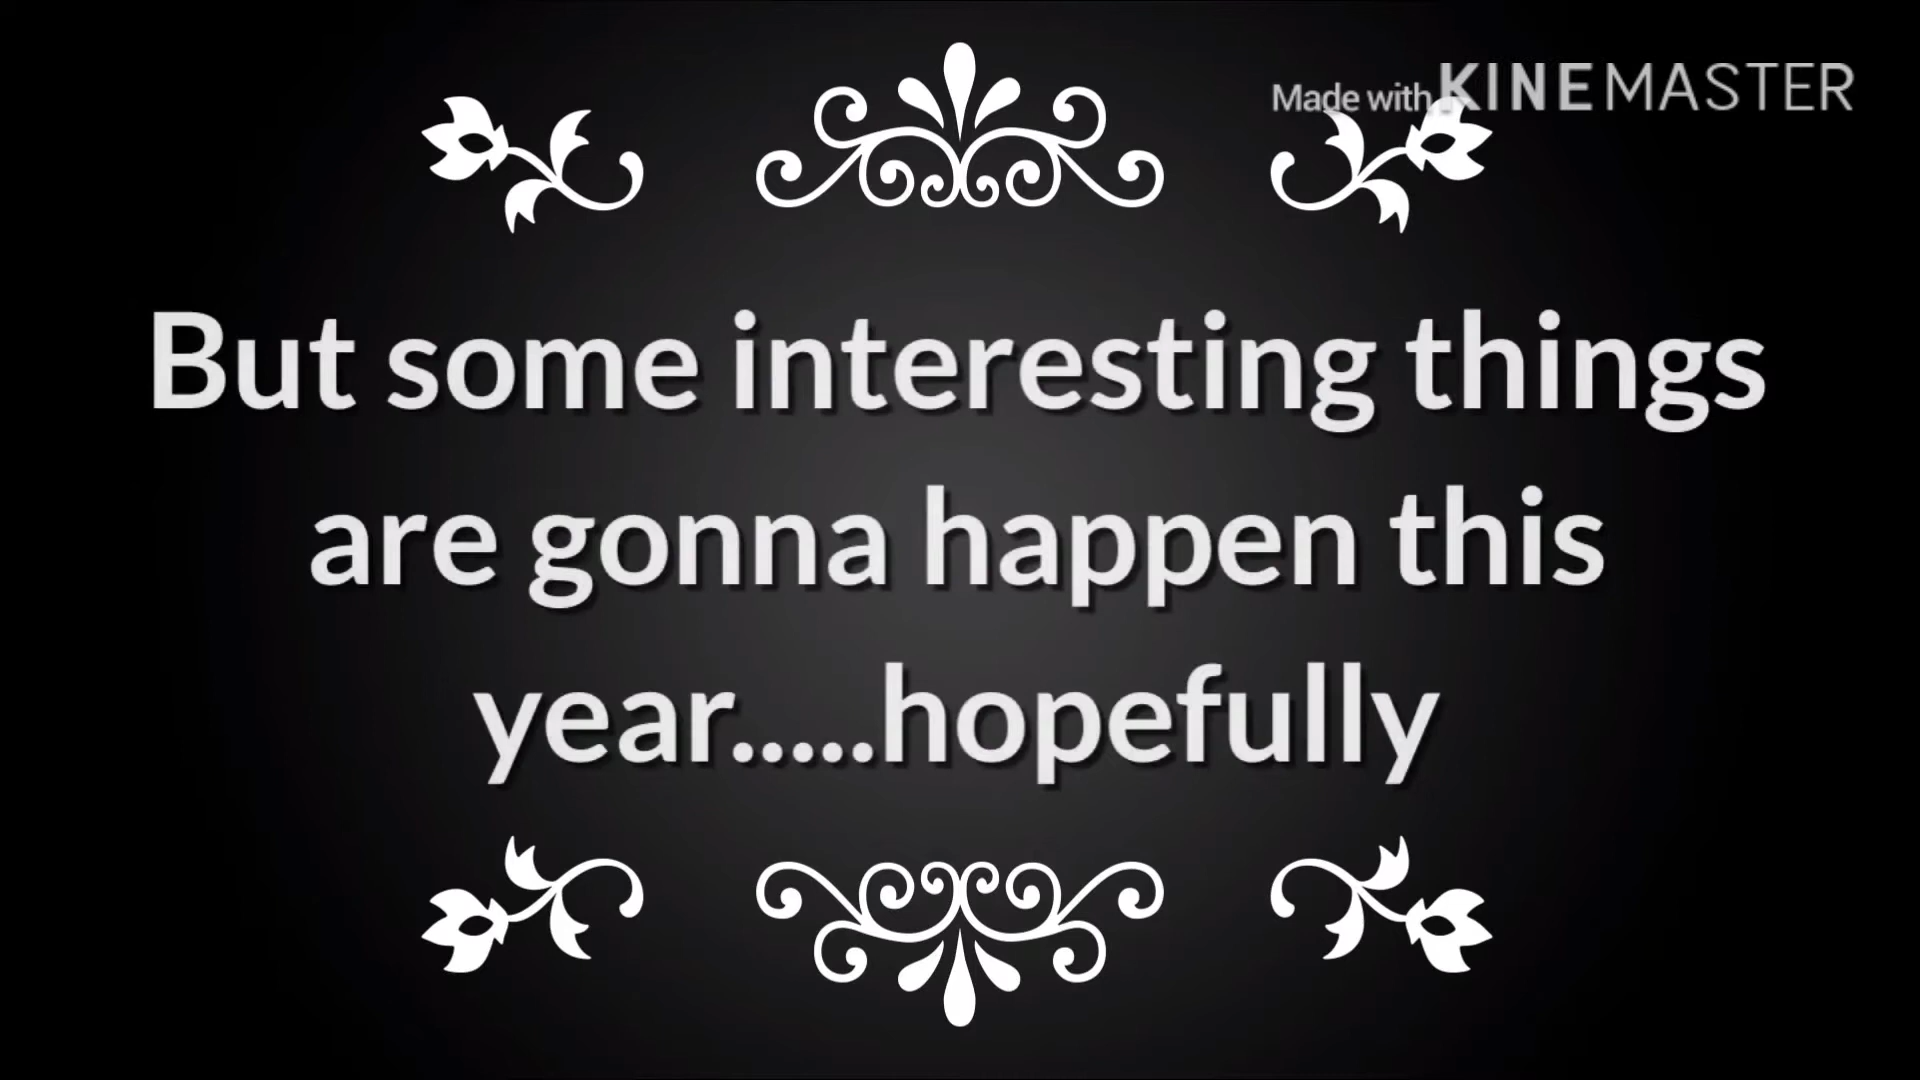 Made with KINEMASTER
But some interesting things
are gonna happen this
year.....hopefully